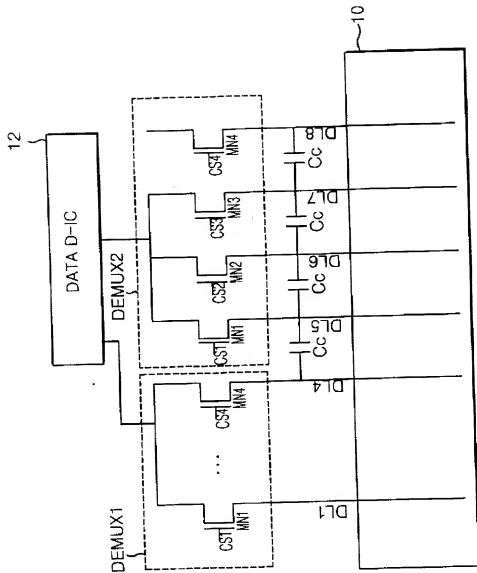 12
DATA D-IC
DEMUX1
DEMUX2
CS1
MN1
...
CS4
MN4
CS1
MN1
CS2
MN2
CS3
MN3
CS4
MN4
Cc
Cc
Cc
Cc
DL1
DL4
DL5
DL6
DL7
DL8
10